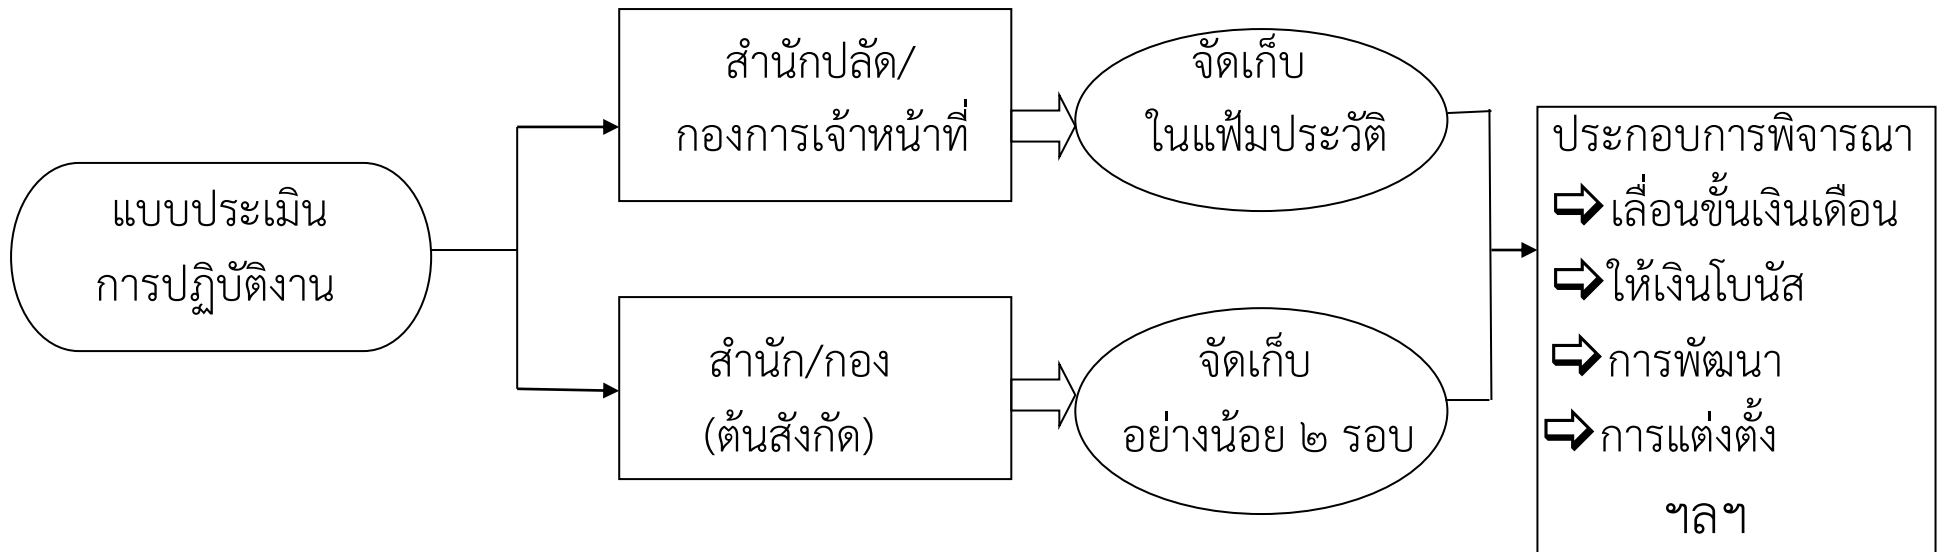 แบบประเมิน
การปฏิบัติงาน
สำนักปลัด/
กองการเจ้าหน้าที่
จัดเก็บ
ในแฟ้มประวัติ
สำนัก/กอง
(ต้นสังกัด)
จัดเก็บ
อย่างน้อย ๒ รอบ
ประกอบการพิจารณา
เลื่อนขั้นเงินเดือน
ให้เงินโบนัส
การพัฒนา
การแต่งตั้ง
ฯลฯ